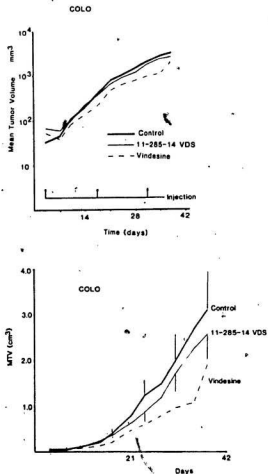 COLO
10⁴
10³
10²
10
Mean Tumor Volume mm³
Control
11-285-14 VDS
Vindesine
Injection
14 28 42
Time (days)
4.0
COLO
3.0
2.0
1.0
MTV (cm³)
Control
11-285-14 VDS
Vindesine
21 42
Days